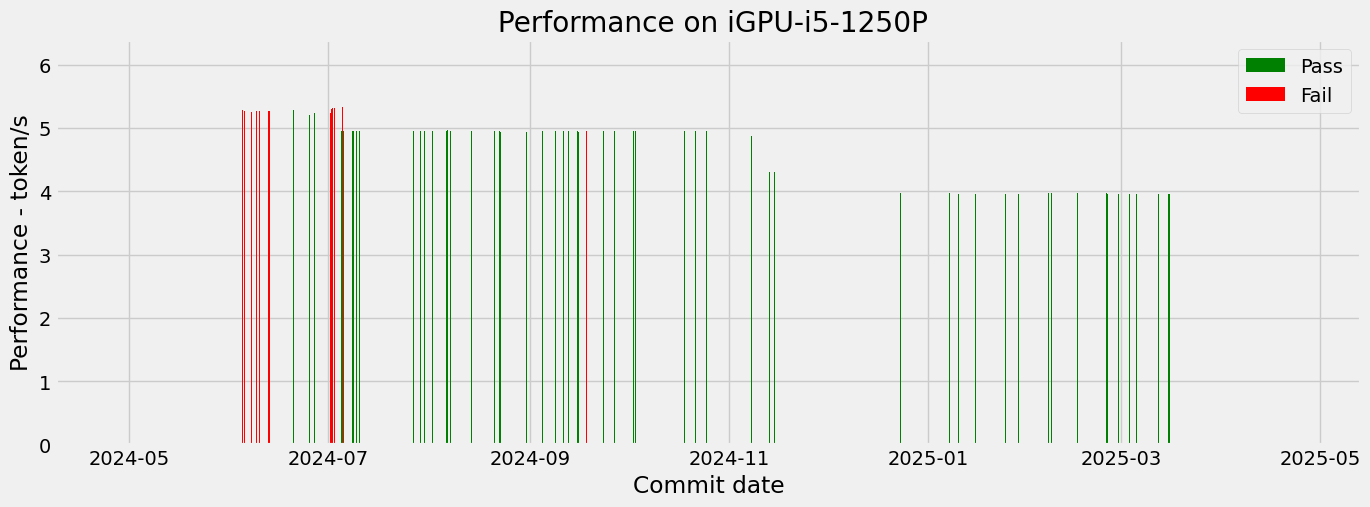 Performance on iGPU-i5-1250P
Pass
Fail
Performance - token/s
6
5
4
3
2
1
0
2024-05
2024-07
2024-09
2024-11
2025-01
2025-03
2025-05
Commit date